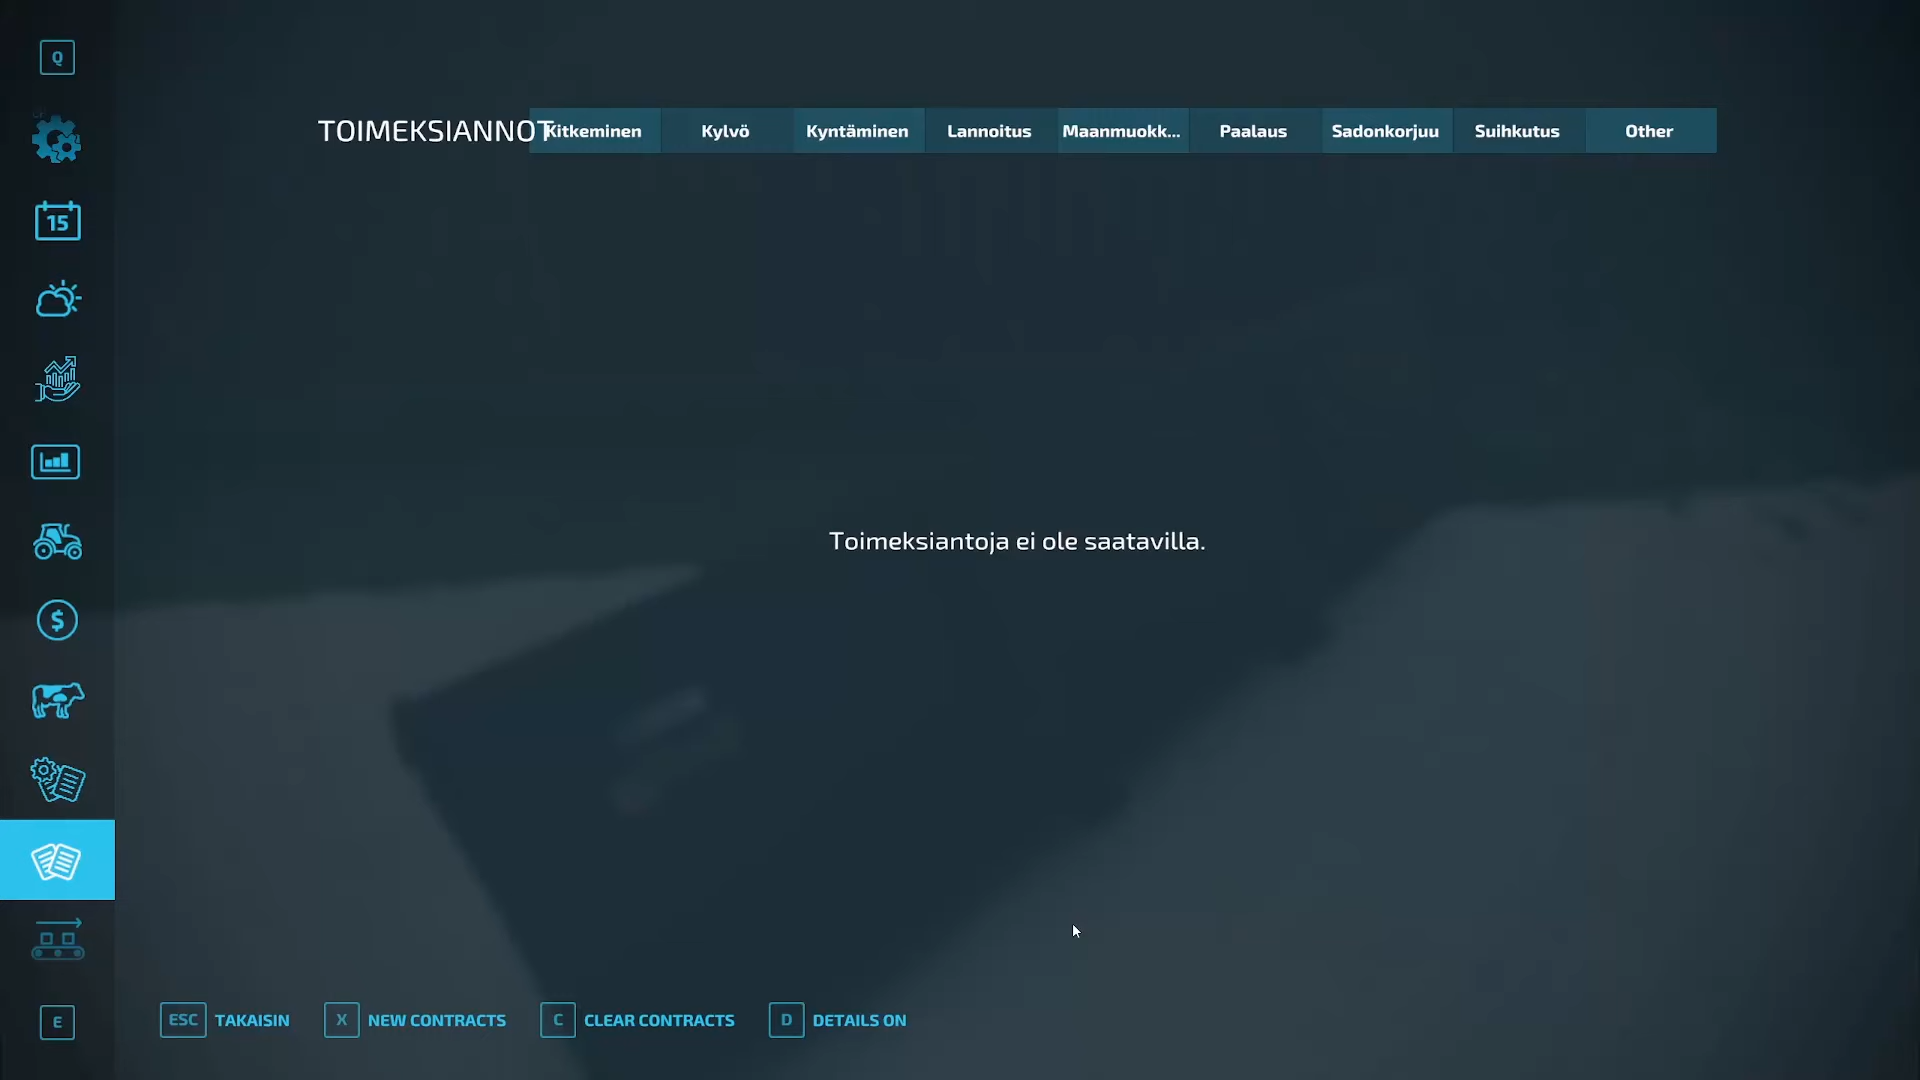 Q
15
$
E
TOIMEKSIANNOT
Kitkeminen Kylvö Kyntäminen Lannoitus Maanmuokk... Paalaus Sadonkorjuu Suihkutus Other
Toimeksiantoja ei ole saatavilla.
ESC TAKAISIN X NEW CONTRACTS C CLEAR CONTRACTS D DETAILS ON